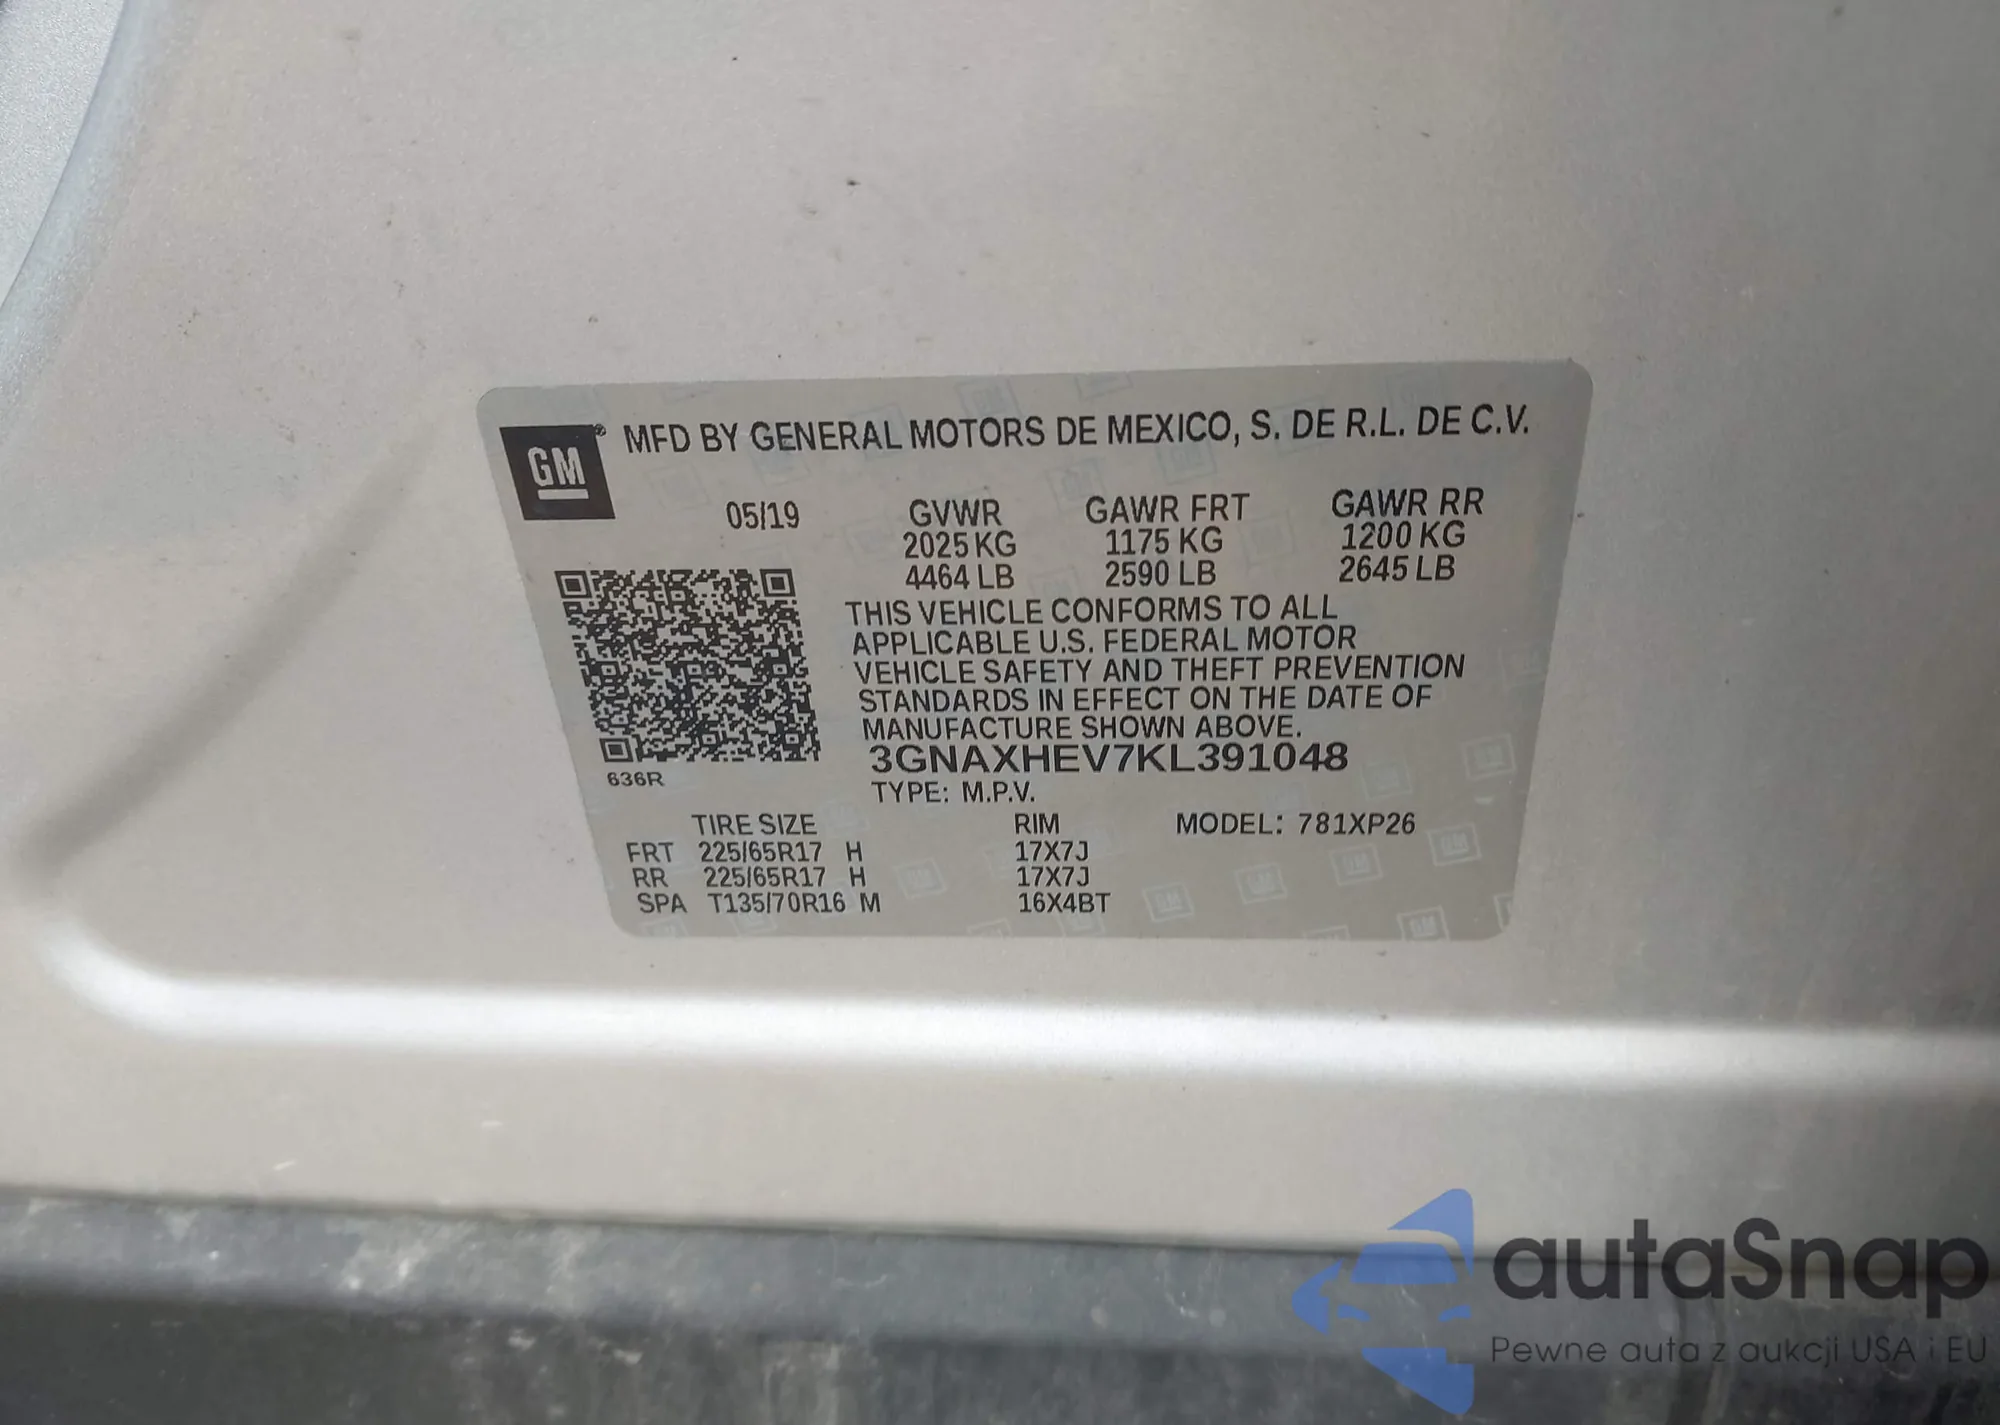 GM
MFD BY GENERAL MOTORS DE MEXICO, S. DE R.L. DE C.V.
05/19 GVWR GAWR FRT GAWR RR
2025 KG 1175 KG 1200 KG
4464 LB 2590 LB 2645 LB
THIS VEHICLE CONFORMS TO ALL
APPLICABLE U.S. FEDERAL MOTOR
VEHICLE SAFETY AND THEFT PREVENTION
STANDARDS IN EFFECT ON THE DATE OF
MANUFACTURE SHOWN ABOVE.
3GNAXHEV7KL391048
636R
TYPE: M.P.V.
TIRE SIZE RIM MODEL: 781XP26
FRT 225/65R17 H 17X7J
RR 225/65R17 H 17X7J
SPA T135/70R16 M 16X4BT
autaSnap
Pewne auta z aukcji USA i EU